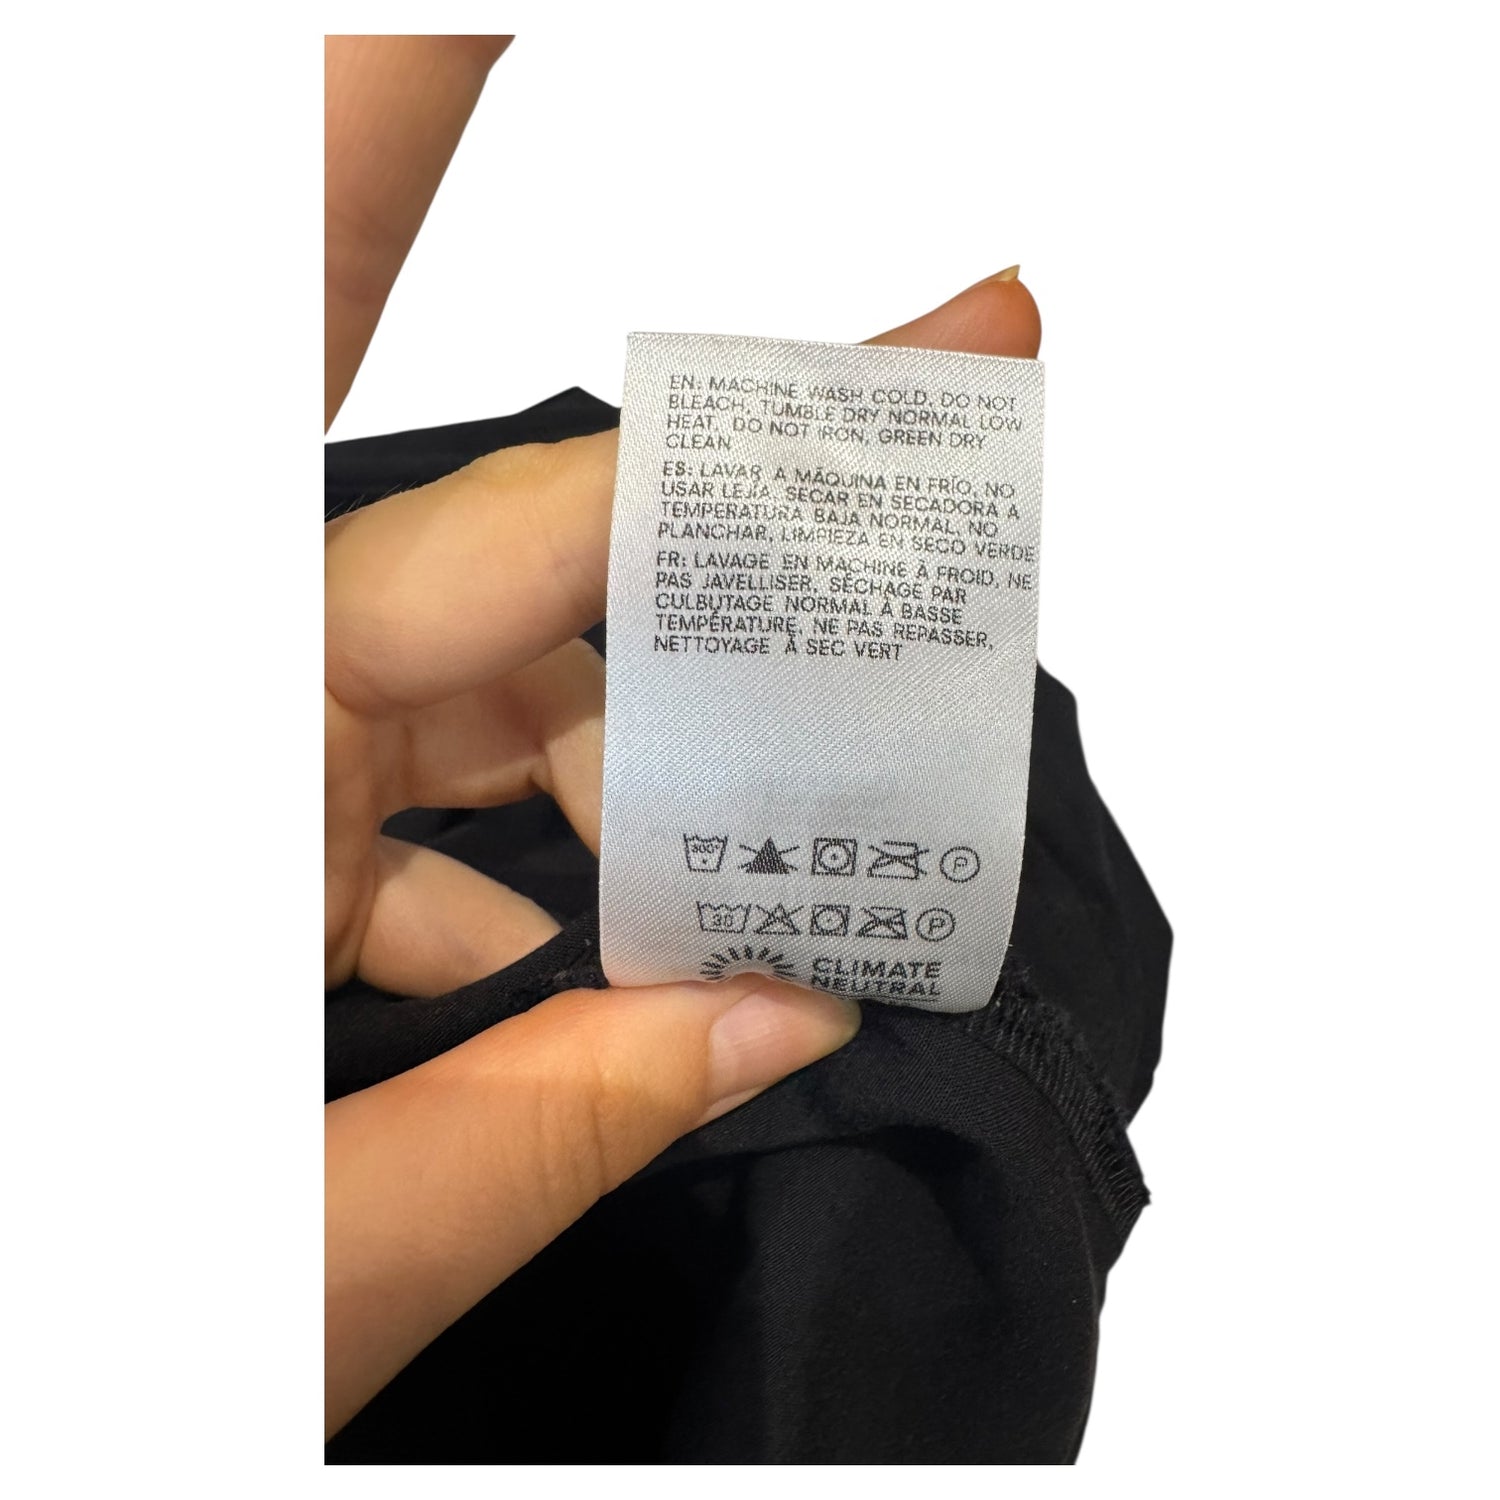 EN: MACHINE WASH COLD, DO NOT
BLEACH, TUMBLE DRY NORMAL LOW
HEAT, DO NOT IRON, GREEN DRY
CLEAN
ES: LAVAR A MÁQUINA EN FRÍO, NO
USAR LEJÍA, SECAR EN SECADORA A
TEMPERATURA BAJA NORMAL, NO
PLANCHAR, LIMPIEZA EN SECO VERDE
FR: LAVAGE EN MACHINE À FROID, NE
PAS JAVELLISER, SÉCHAGE PAR
CULBUTAGE NORMAL À BASSE
TEMPÉRATURE, NE PAS REPASSER,
NETTOYAGE À SEC VERT
P
30 P
CLIMATE
NEUTRAL